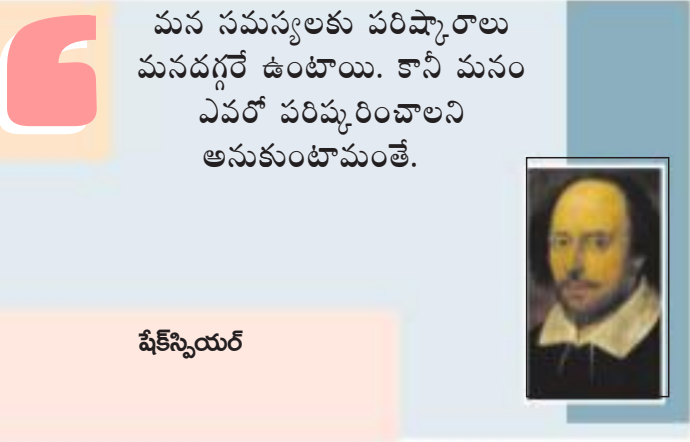 మన సమస్యలకు పరిష్కారాలు
మనదగ్గరే ఉంటాయి. కానీ మనం
ఎవరో పరిష్కరించాలని
అనుకుంటామంతే.
షేక్‌స్పియర్